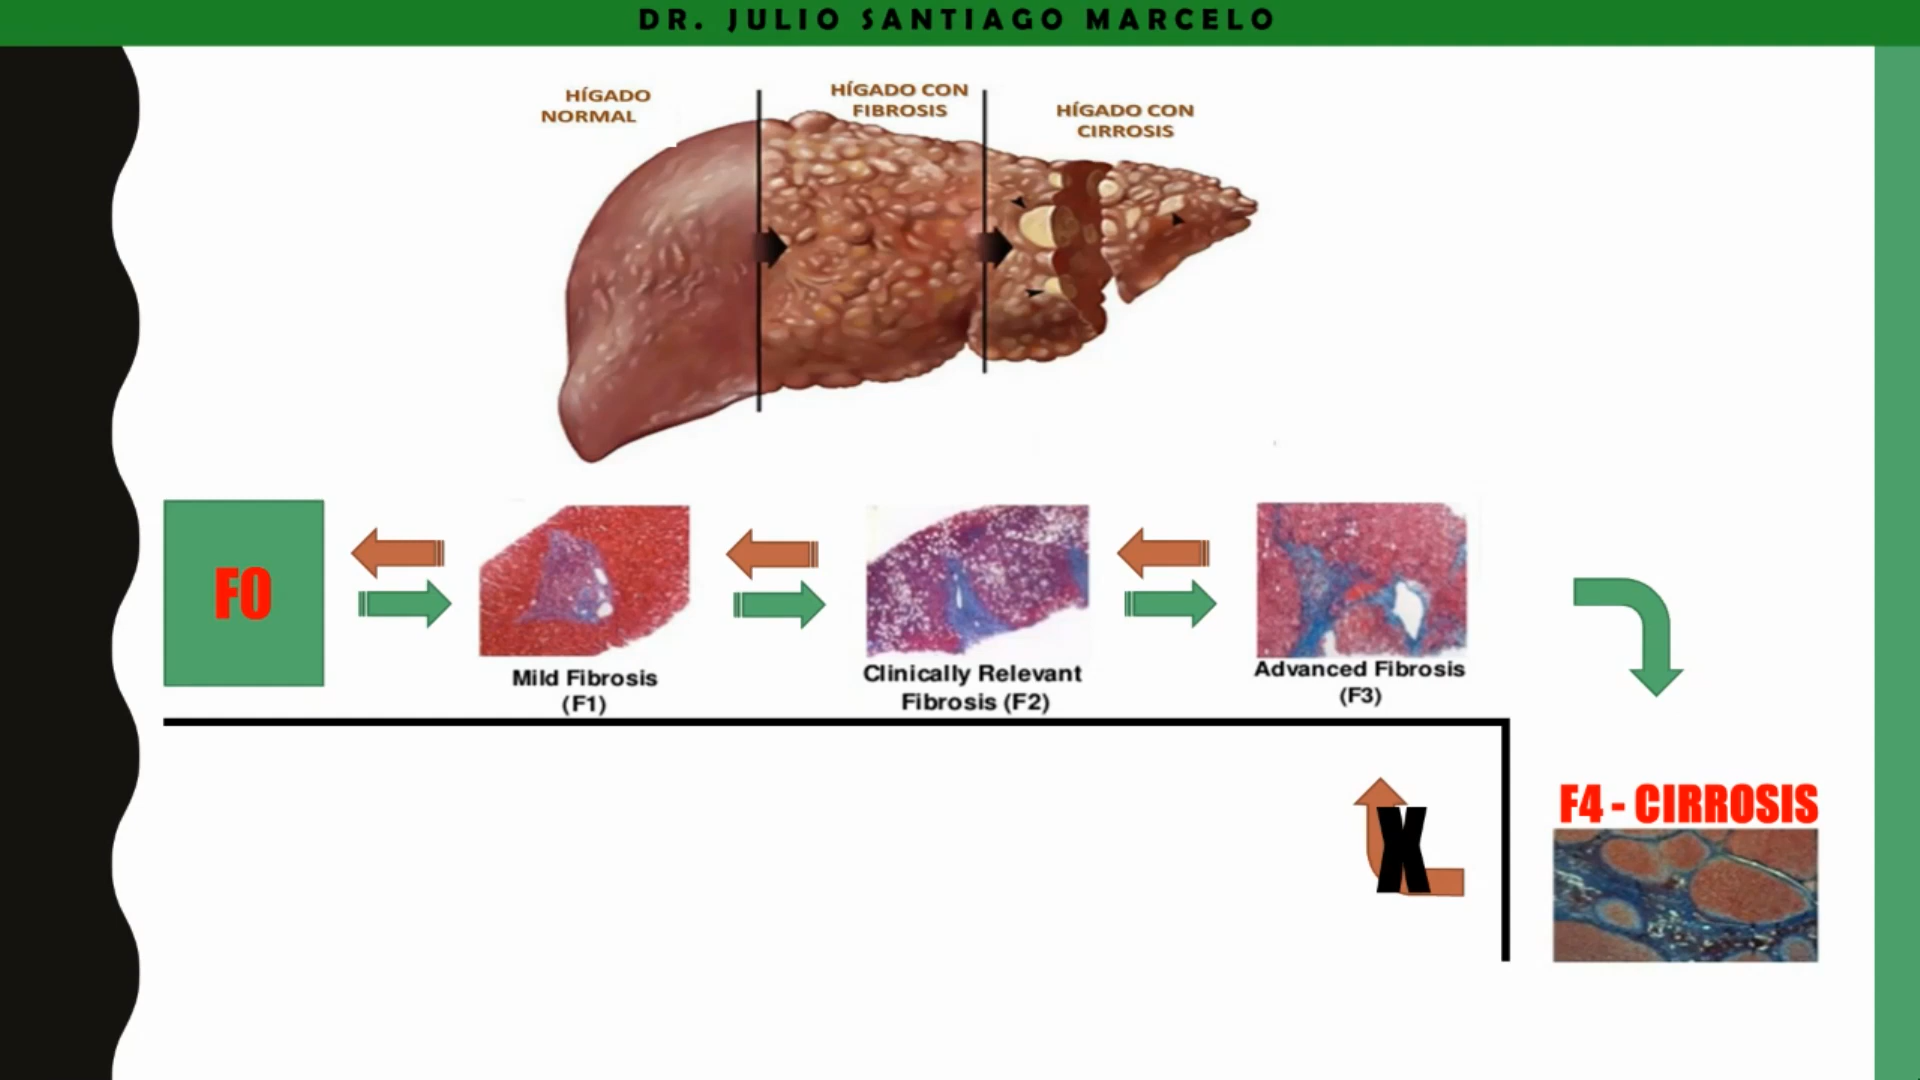 DR. JULIO SANTIAGO MARCELO
HÍGADO
NORMAL
HÍGADO CON
FIBROSIS
HÍGADO CON
CIRROSIS
F0
Mild Fibrosis
(F1)
Clinically Relevant
Fibrosis (F2)
Advanced Fibrosis
(F3)
X
F4 - CIRROSIS